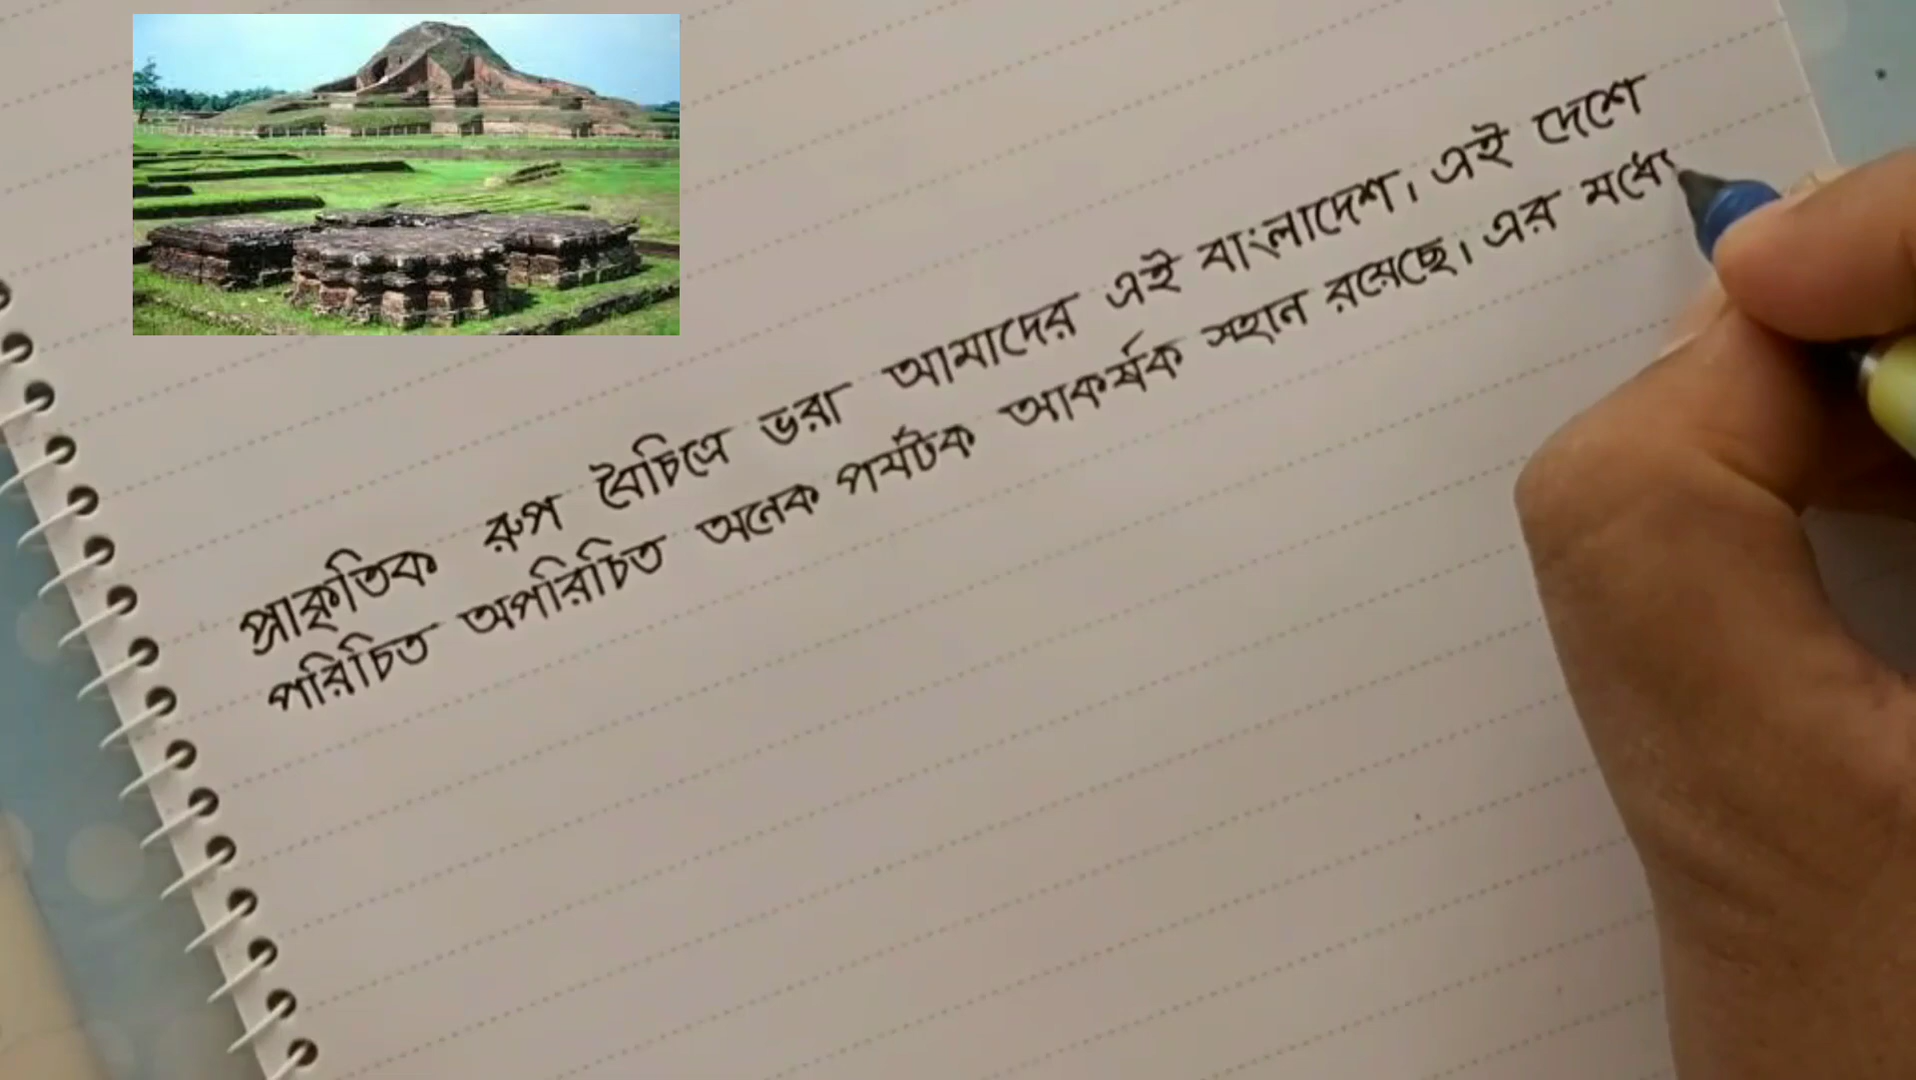 প্রাকৃতিক রুপ বৈচিত্রে ভরা আমাদের এই বাংলাদেশ। এই দেশে
পরিচিত অপরিচিত অনেক পর্যটক আকর্ষক স্হান রয়েছে। এর মধ্যে